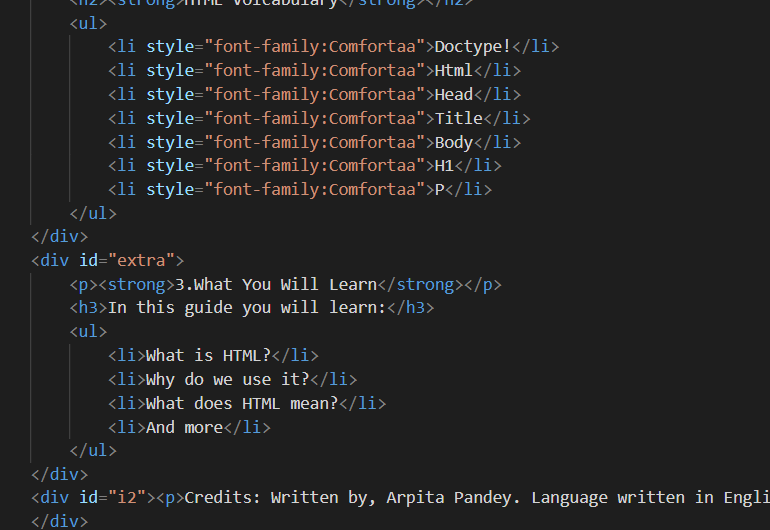 <h2><strong>HTML Vocabulary</strong></h2>
<ul>
<li style="font-family:Comfortaa">Doctype!</li>
<li style="font-family:Comfortaa">Html</li>
<li style="font-family:Comfortaa">Head</li>
<li style="font-family:Comfortaa">Title</li>
<li style="font-family:Comfortaa">Body</li>
<li style="font-family:Comfortaa">H1</li>
<li style="font-family:Comfortaa">P</li>
</ul>
</div>
<div id="extra">
<p><strong>3.What You Will Learn</strong></p>
<h3>In this guide you will learn:</h3>
<ul>
<li>What is HTML?</li>
<li>Why do we use it?</li>
<li>What does HTML mean?</li>
<li>And more</li>
</ul>
</div>
<div id="i2"><p>Credits: Written by, Arpita Pandey. Language written in Engli
</div>